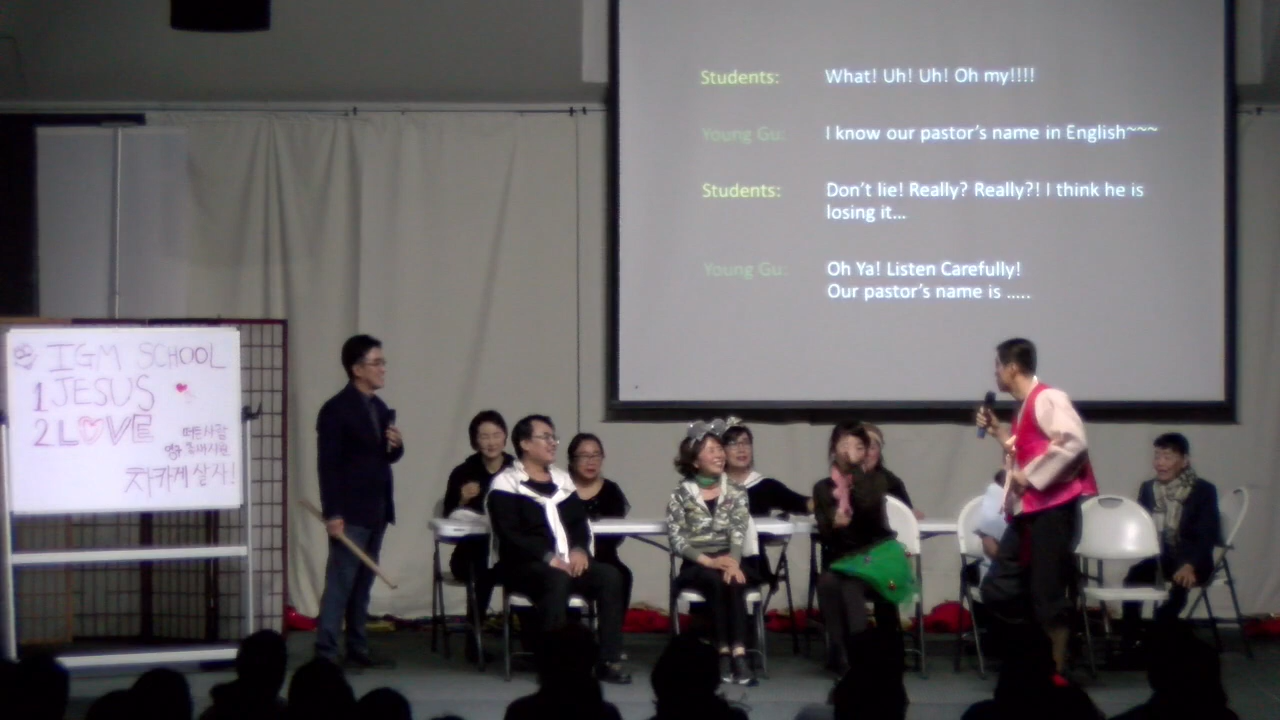 Students: What! Uh! Uh! Oh my!!!!
Young Gu: I know our pastor's name in English~~~
Students: Don't lie! Really? Really?! I think he is
losing it...
Young Gu: Oh Ya! Listen Carefully!
Our pastor's name is .....
IGM SCHOOL
1 JESUS
2 LOVE
차카게 살자!